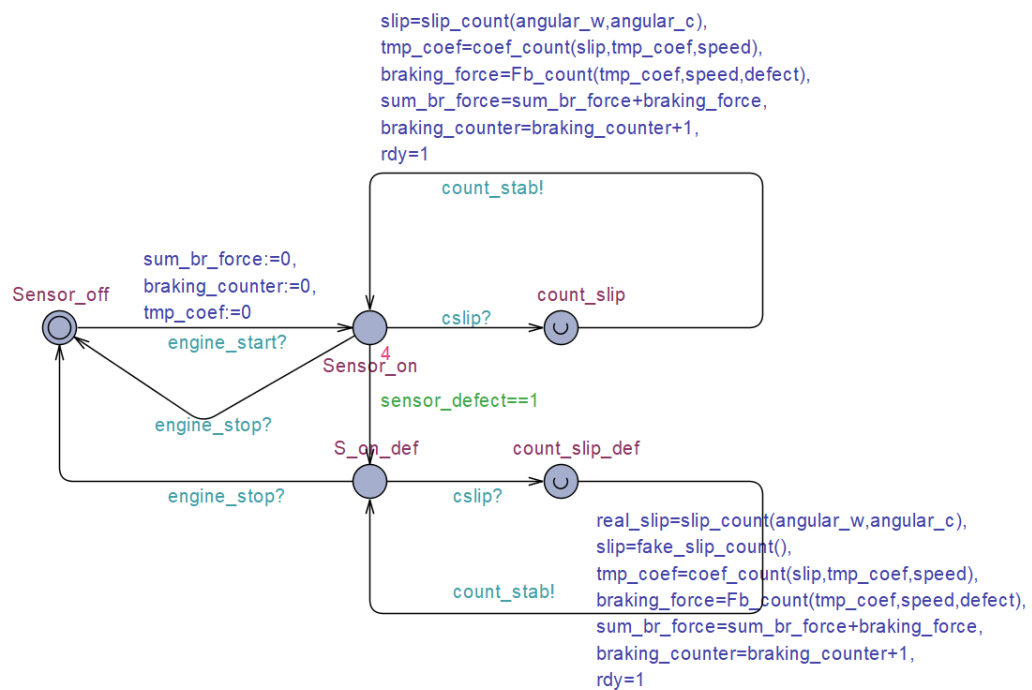 slip=slip_count(angular_w,angular_c),
tmp_coef=coef_count(slip,tmp_coef,speed),
braking_force=Fb_count(tmp_coef,speed,defect),
sum_br_force=sum_br_force+braking_force,
braking_counter=braking_counter+1,
rdy=1
count_stab!
sum_br_force:=0,
braking_counter:=0,
tmp_coef:=0
Sensor_off
count_slip
cslip?
engine_start?
4
Sensor_on
sensor_defect==1
engine_stop?
S_on_def
count_slip_def
engine_stop?
cslip?
real_slip=slip_count(angular_w,angular_c),
slip=fake_slip_count(),
tmp_coef=coef_count(slip,tmp_coef,speed),
count_stab!
braking_force=Fb_count(tmp_coef,speed,defect),
sum_br_force=sum_br_force+braking_force,
braking_counter=braking_counter+1,
rdy=1